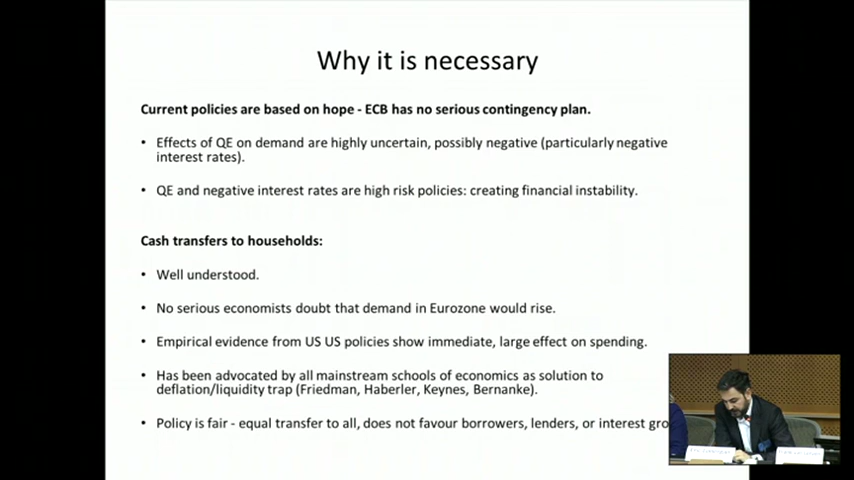 Why it is necessary
Current policies are based on hope - ECB has no serious contingency plan.
• Effects of QE on demand are highly uncertain, possibly negative (particularly negative
interest rates).
• QE and negative interest rates are high risk policies: creating financial instability.
Cash transfers to households:
• Well understood.
• No serious economists doubt that demand in Eurozone would rise.
• Empirical evidence from US US policies show immediate, large effect on spending.
• Has been advocated by all mainstream schools of economics as solution to
deflation/liquidity trap (Friedman, Haberler, Keynes, Bernanke).
• Policy is fair - equal transfer to all, does not favour borrowers, lenders, or interest gro